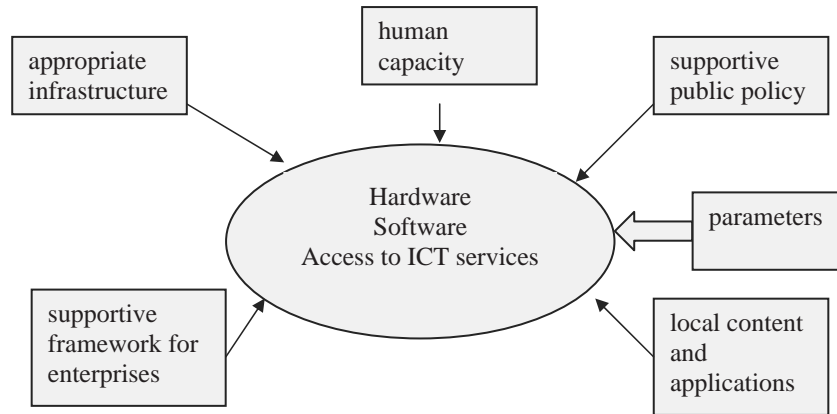 human
capacity
appropriate
infrastructure
supportive
public policy
Hardware
Software
Access to ICT services
parameters
supportive
framework for
enterprises
local content
and
applications